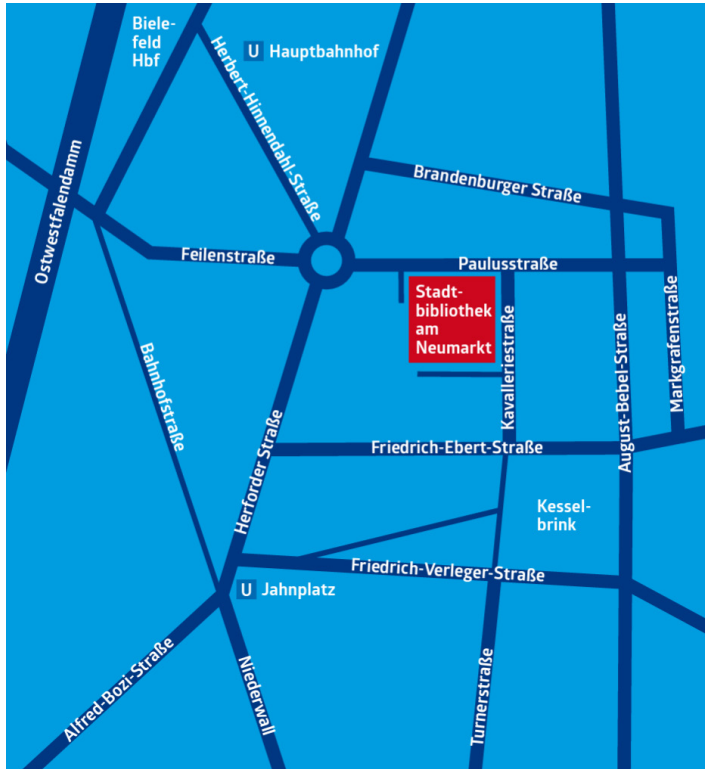 Biele-
feld
Hbf
U Hauptbahnhof
Herbert-Hinnendahl-Straße
Ostwestfalendamm
Brandenburger Straße
Feilenstraße
Paulusstraße
Stadt-
bibliothek
am
Neumarkt
Kavalleriestraße
August-Bebel-Straße
Markgrafenstraße
Bahnhofstraße
Herforder Straße
Friedrich-Ebert-Straße
Kessel-
brink
Friedrich-Verleger-Straße
U Jahnplatz
Alfred-Bozi-Straße
Niederwall
Turnerstraße